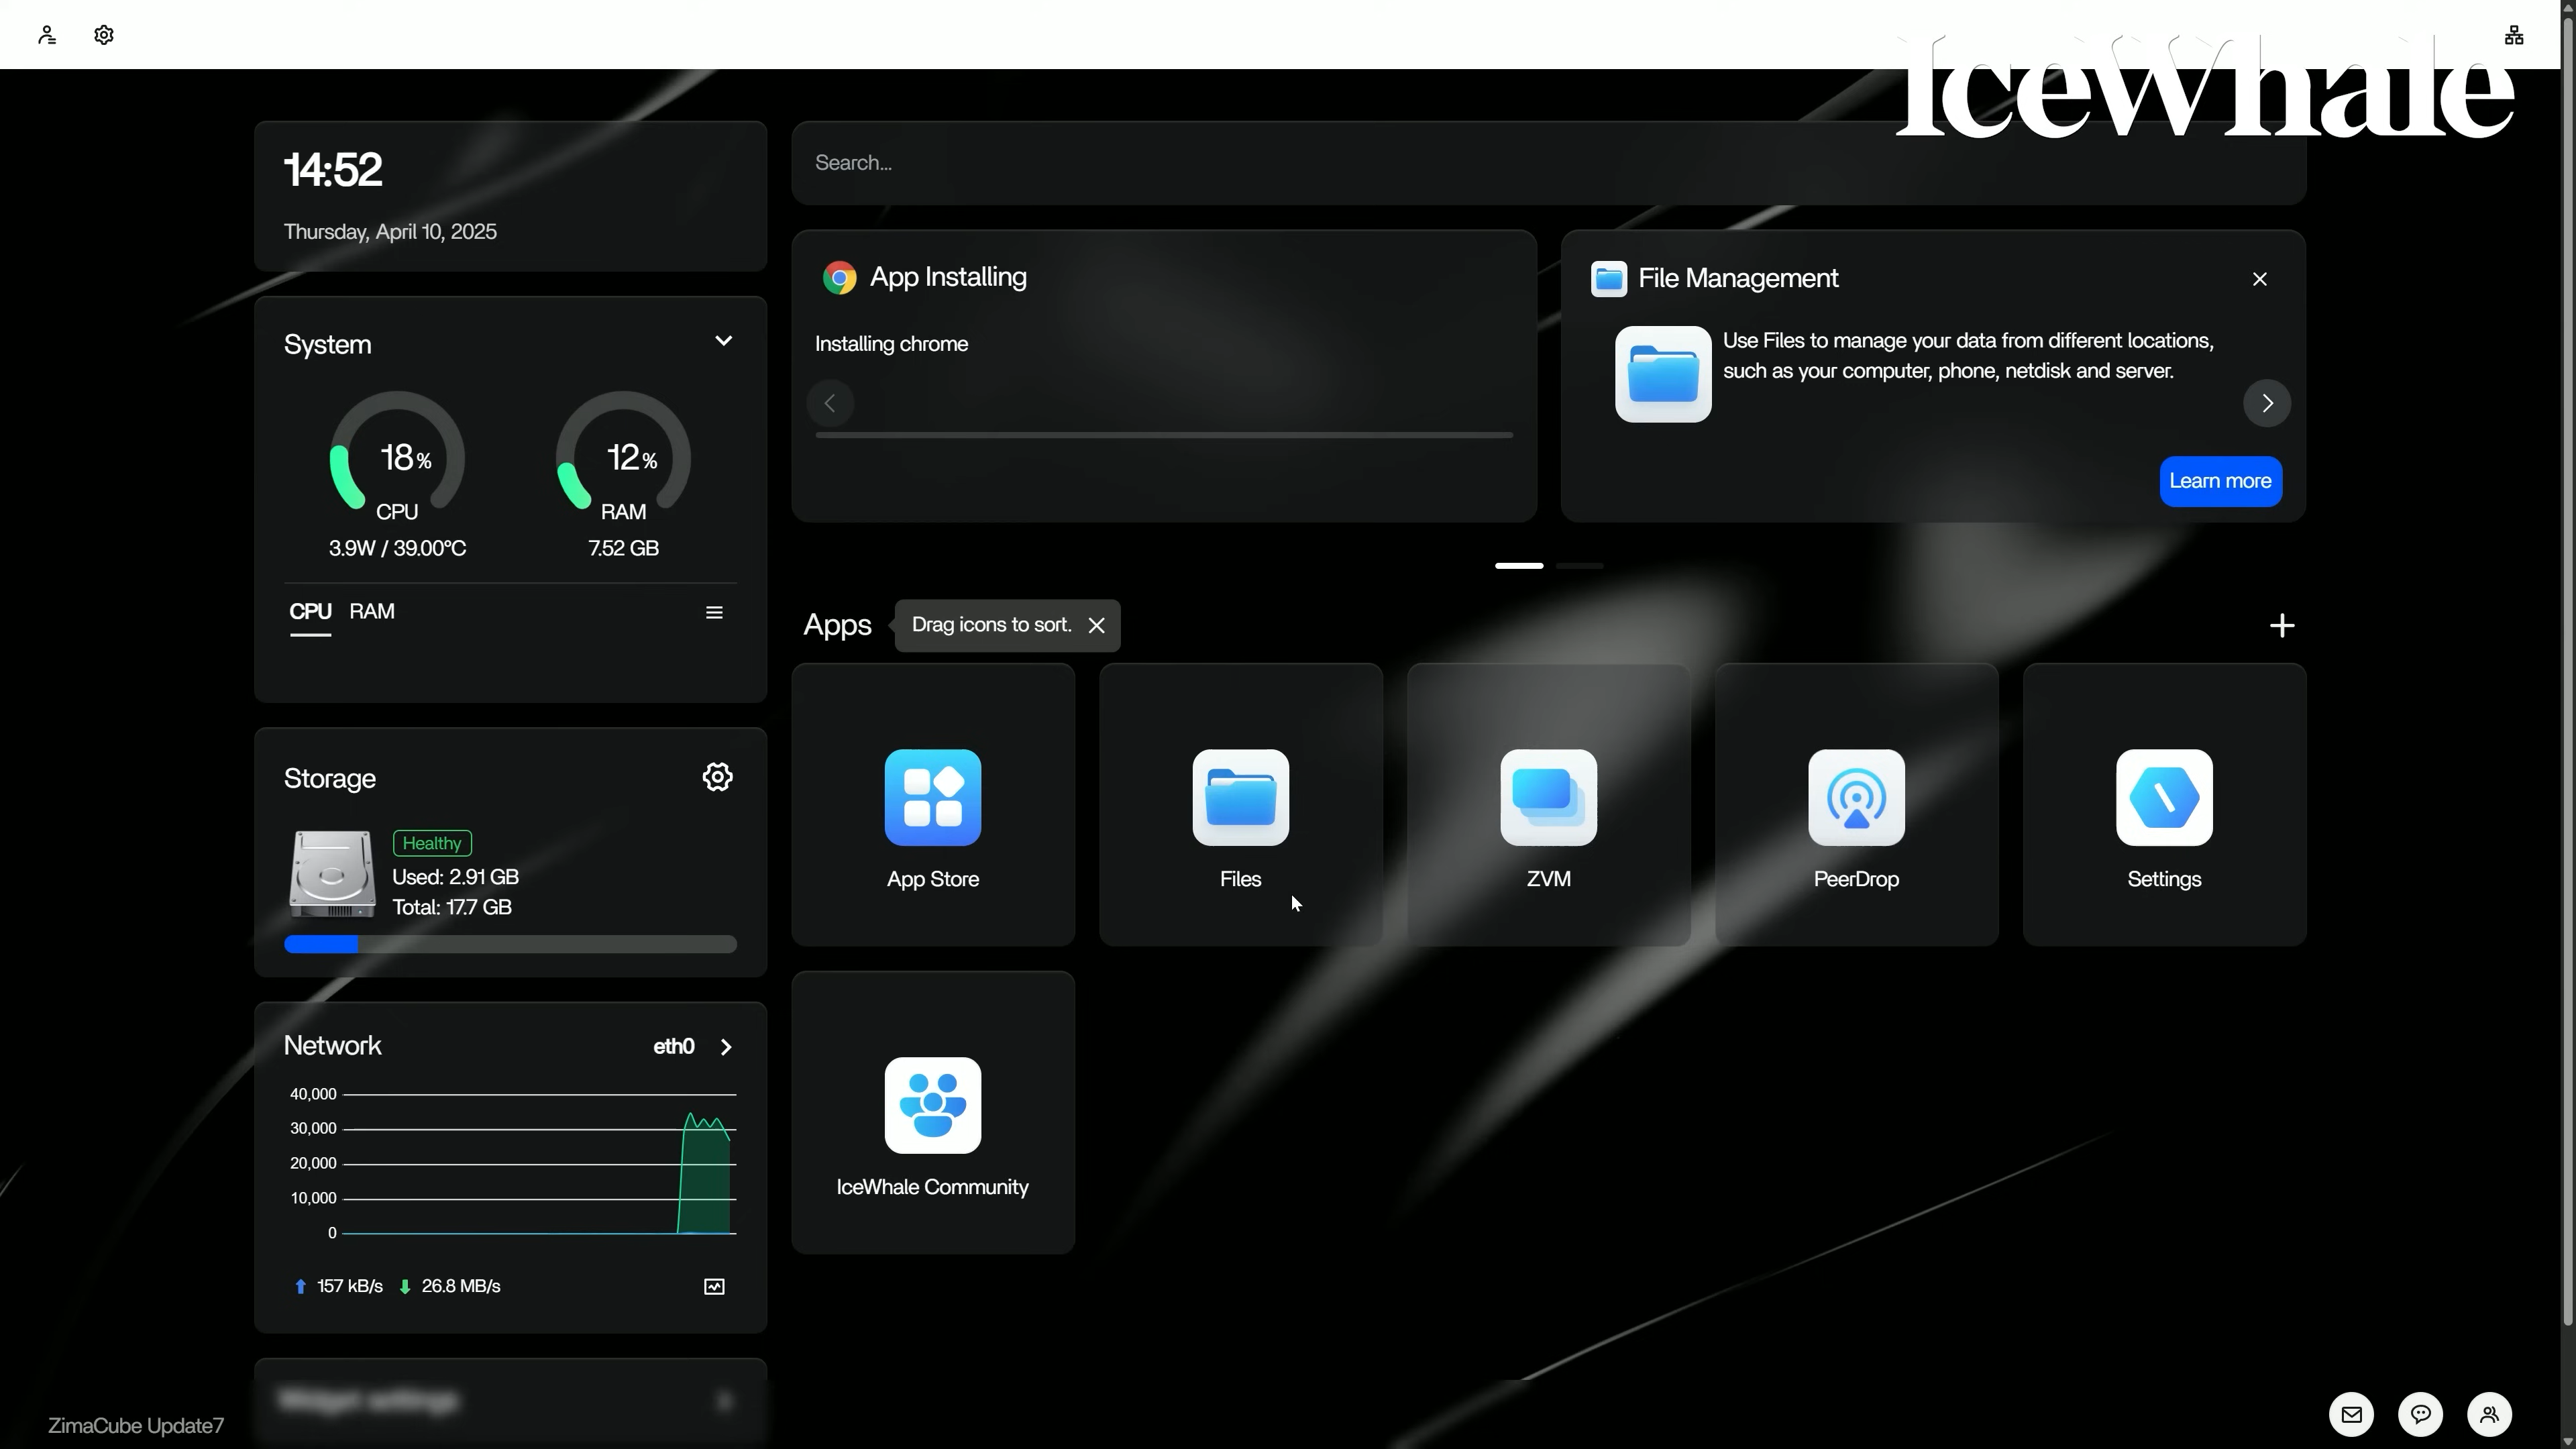 IceWhale
14:52
Thursday, April 10, 2025
Search...
System
18%
CPU
3.9W / 39.00°C
12%
RAM
7.52 GB
CPU RAM
Storage
Healthy
Used: 2.91 GB
Total: 17.7 GB
Network
eth0
40,000
30,000
20,000
10,000
0
157 kB/s 26.8 MB/s
Widget settings
App Installing
Installing chrome
File Management
Use Files to manage your data from different locations,
such as your computer, phone, netdisk and server.
Learn more
Apps
Drag icons to sort.
App Store
Files
ZVM
PeerDrop
Settings
IceWhale Community
ZimaCube Update7